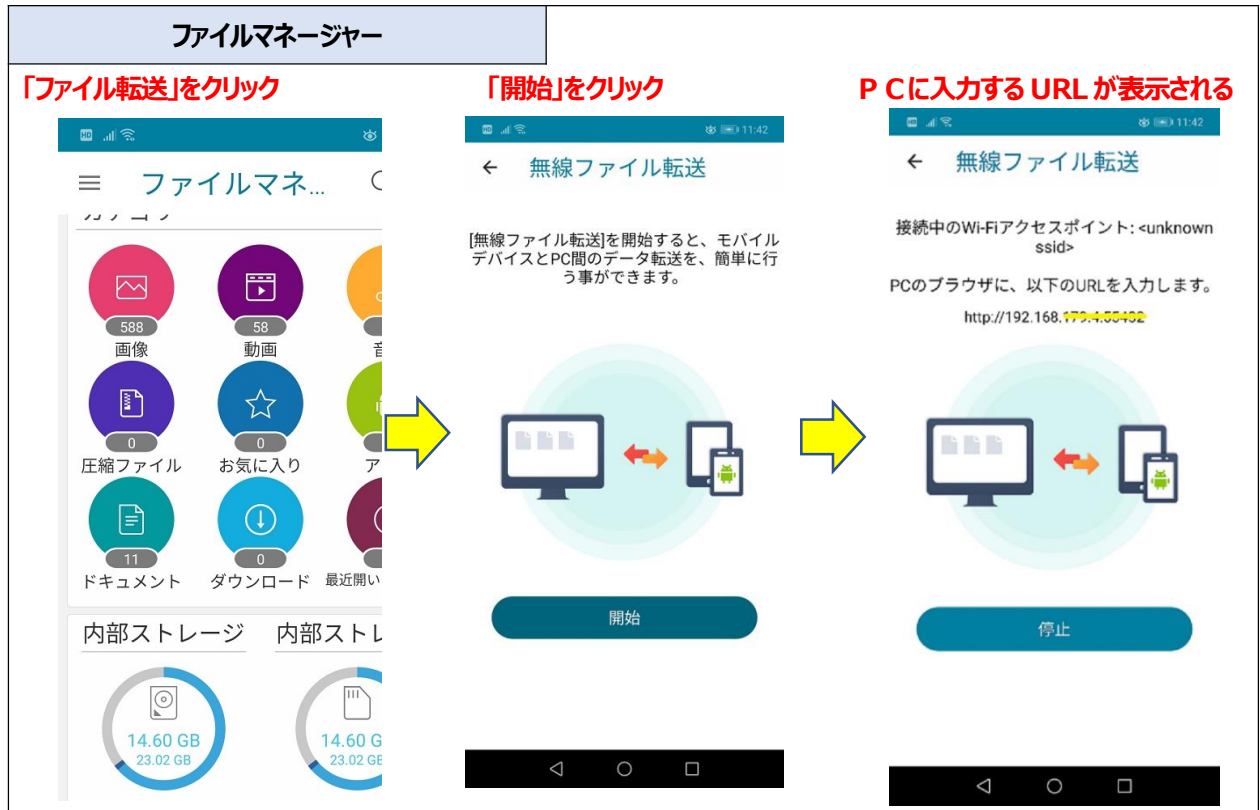 ファイルマネージャー
「ファイル転送」をクリック
ファイルマネ...
588
58
画像
動画
0
0
圧縮ファイル
お気に入り
ア
11
0
ドキュメント
ダウンロード
最近開い
内部ストレージ
内部スト
14.60 GB
23.02 GB
14.60 G
23.02 GB
「開始」をクリック
HD
11:42
← 無線ファイル転送
[無線ファイル転送]を開始すると、モバイル
デバイスとPC間のデータ転送を、簡単に行
う事ができます。
開始
ＰＣに入力する URL が表示される
HD
11:42
← 無線ファイル転送
接続中のWi-Fiアクセスポイント: <unknown
ssid>
PCのブラウザに、以下のURLを入力します。
http://192.168.
停止